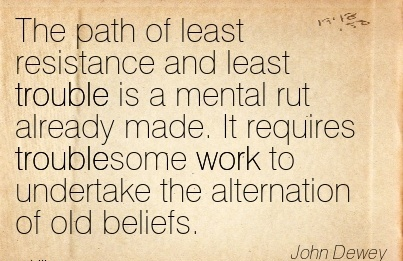 The path of least
resistance and least
trouble is a mental rut
already made. It requires
troublesome work to
undertake the alternation
of old beliefs.
John Dewey